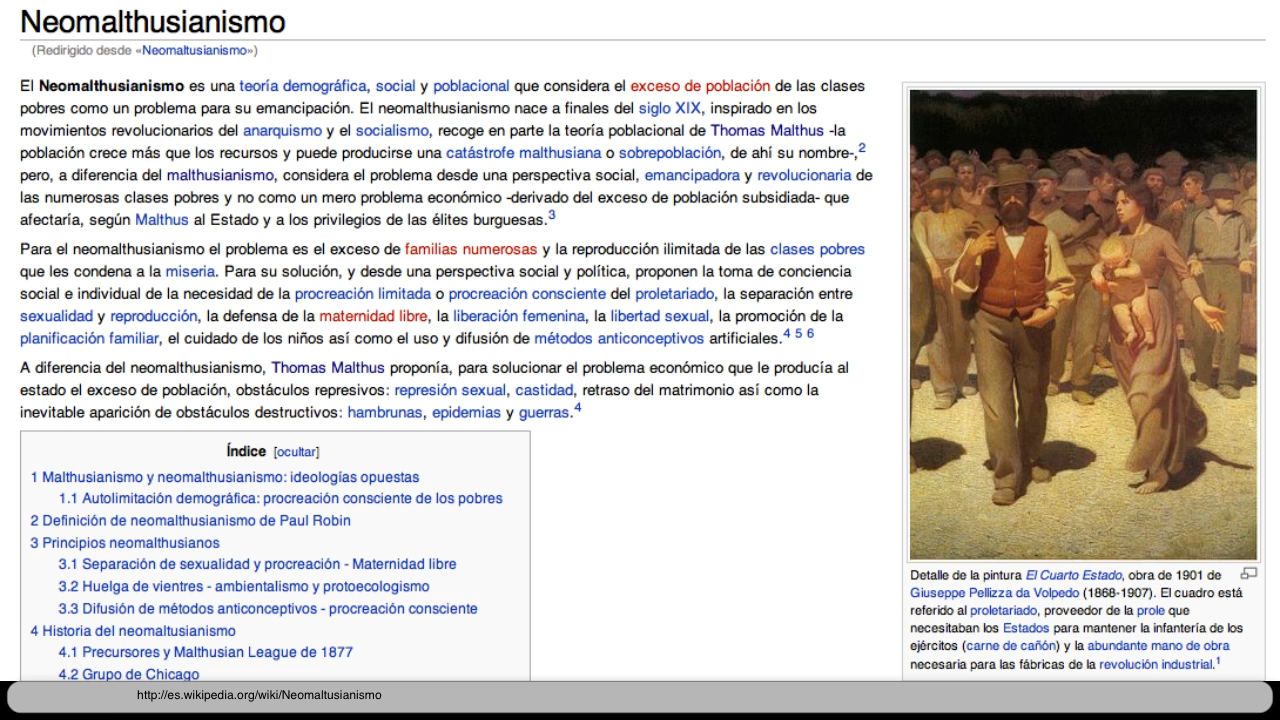 Neomalthusianismo
(Redirigido desde «Neomaltusianismo»)
El Neomalthusianismo es una teoría demográfica, social y poblacional que considera el exceso de población de las clases
pobres como un problema para su emancipación. El neomalthusianismo nace a finales del siglo XIX, inspirado en los
movimientos revolucionarios del anarquismo y el socialismo, recoge en parte la teoría poblacional de Thomas Malthus -la
población crece más que los recursos y puede producirse una catástrofe malthusiana o sobrepoblación, de ahí su nombre-,2
pero, a diferencia del malthusianismo, considera el problema desde una perspectiva social, emancipadora y revolucionaria de
las numerosas clases pobres y no como un mero problema económico -derivado del exceso de población subsidiada- que
afectaría, según Malthus al Estado y a los privilegios de las élites burguesas.3
Para el neomalthusianismo el problema es el exceso de familias numerosas y la reproducción ilimitada de las clases pobres
que les condena a la miseria. Para su solución, y desde una perspectiva social y política, proponen la toma de conciencia
social e individual de la necesidad de la procreación limitada o procreación consciente del proletariado, la separación entre
sexualidad y reproducción, la defensa de la maternidad libre, la liberación femenina, la libertad sexual, la promoción de la
planificación familiar, el cuidado de los niños así como el uso y difusión de métodos anticonceptivos artificiales.4 5 6
A diferencia del neomalthusianismo, Thomas Malthus proponía, para solucionar el problema económico que le producía al
estado el exceso de población, obstáculos represivos: represión sexual, castidad, retraso del matrimonio así como la
inevitable aparición de obstáculos destructivos: hambrunas, epidemias y guerras.4
Índice [ocultar]
1 Malthusianismo y neomalthusianismo: ideologías opuestas
1.1 Autolimitación demográfica: procreación consciente de los pobres
2 Definición de neomalthusianismo de Paul Robin
3 Principios neomalthusianos
3.1 Separación de sexualidad y procreación - Maternidad libre
3.2 Huelga de vientres - ambientalismo y protoecologismo
3.3 Difusión de métodos anticonceptivos - procreación consciente
4 Historia del neomaltusianismo
4.1 Precursores y Malthusian League de 1877
4.2 Grupo de Chicago
Detalle de la pintura El Cuarto Estado, obra de 1901 de
Giuseppe Pellizza da Volpedo (1868-1907). El cuadro está
referido al proletariado, proveedor de la prole que
necesitaban los Estados para mantener la infantería de los
ejércitos (carne de cañón) y la abundante mano de obra
necesaria para las fábricas de la revolución industrial.1
http://es.wikipedia.org/wiki/Neomaltusianismo